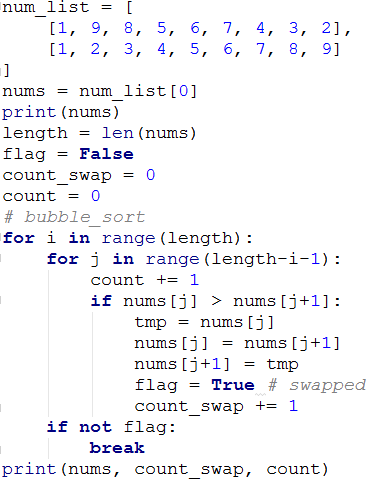 num_list = [
    [1, 9, 8, 5, 6, 7, 4, 3, 2],
    [1, 2, 3, 4, 5, 6, 7, 8, 9]
]
nums = num_list[0]
print(nums)
length = len(nums)
flag = False
count_swap = 0
count = 0
# bubble_sort
for i in range(length):
    for j in range(length-i-1):
        count += 1
        if nums[j] > nums[j+1]:
            tmp = nums[j]
            nums[j] = nums[j+1]
            nums[j+1] = tmp
            flag = True # swapped
            count_swap += 1
    if not flag:
        break
print(nums, count_swap, count)